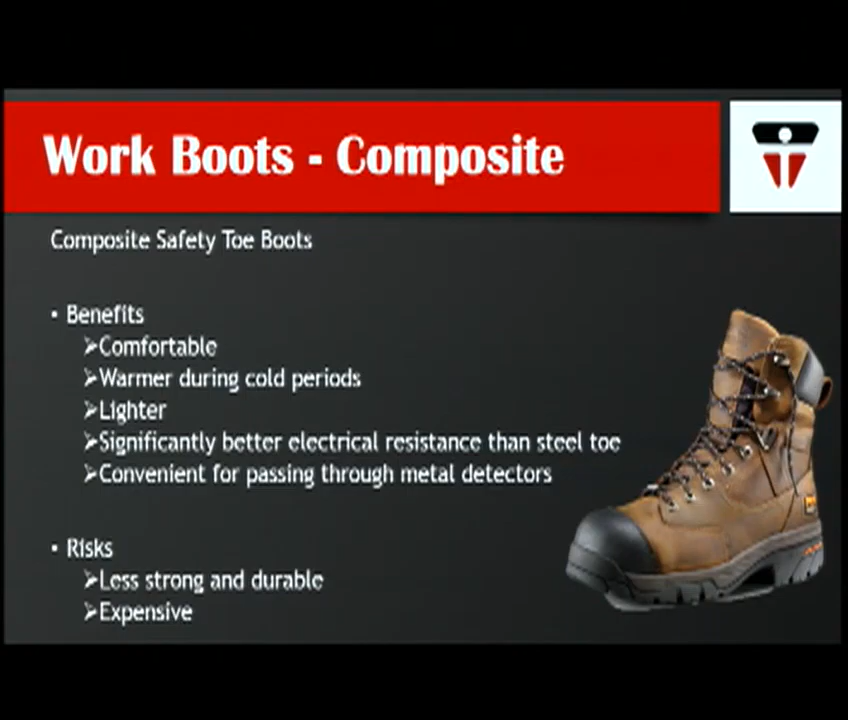 Work Boots - Composite
Composite Safety Toe Boots
• Benefits
➢Comfortable
➢Warmer during cold periods
➢Lighter
➢Significantly better electrical resistance than steel toe
➢Convenient for passing through metal detectors
• Risks
➢Less strong and durable
➢Expensive